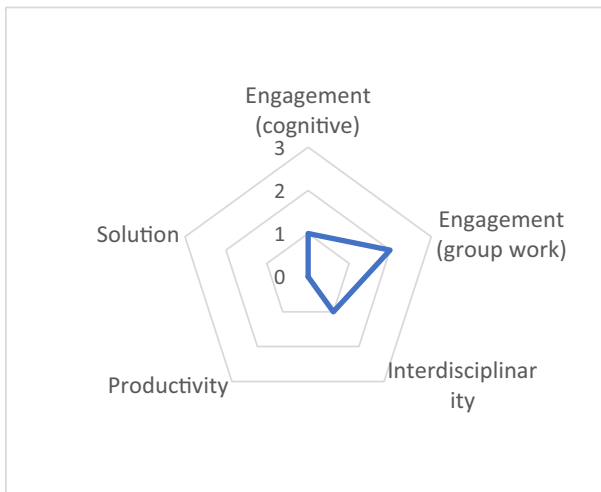 Engagement
(cognitive)
3
2
1
0
Engagement
(group work)
Interdisciplinar
ity
Productivity
Solution